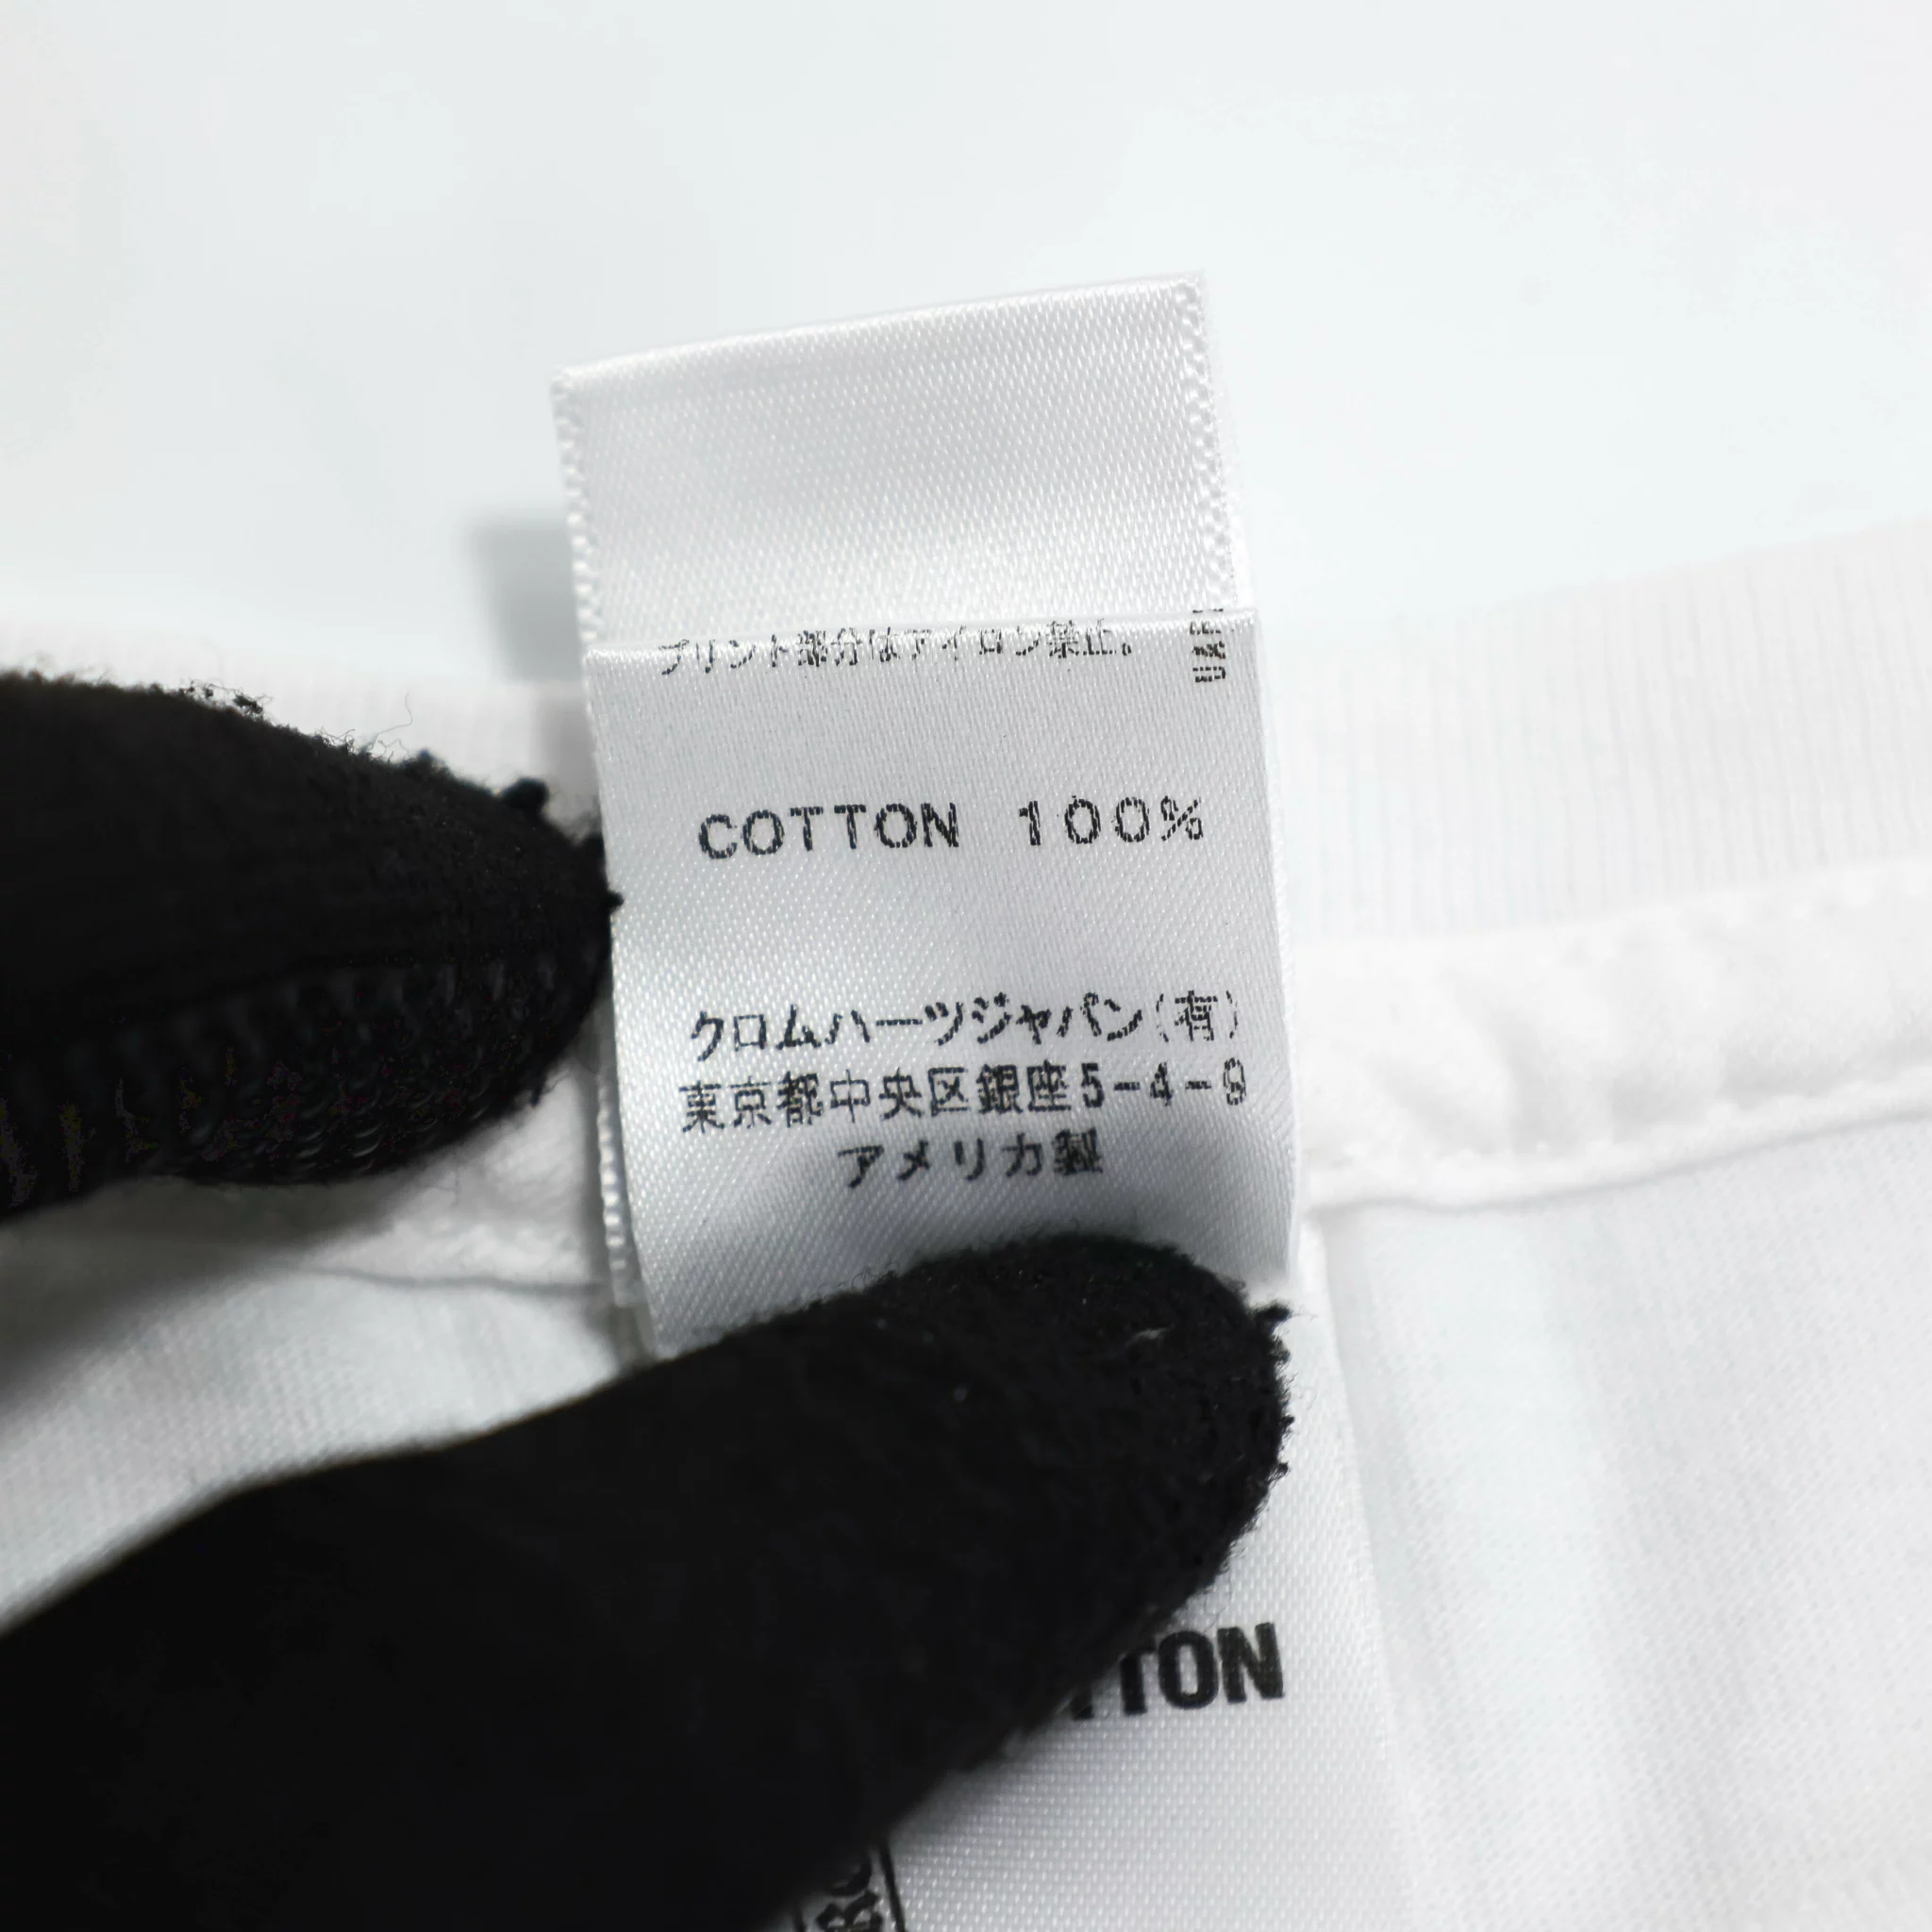 プリント部分はアイロン禁止。
COTTON 100%
クロムハーツジャパン(有)
東京都中央区銀座5-4-9
アメリカ製